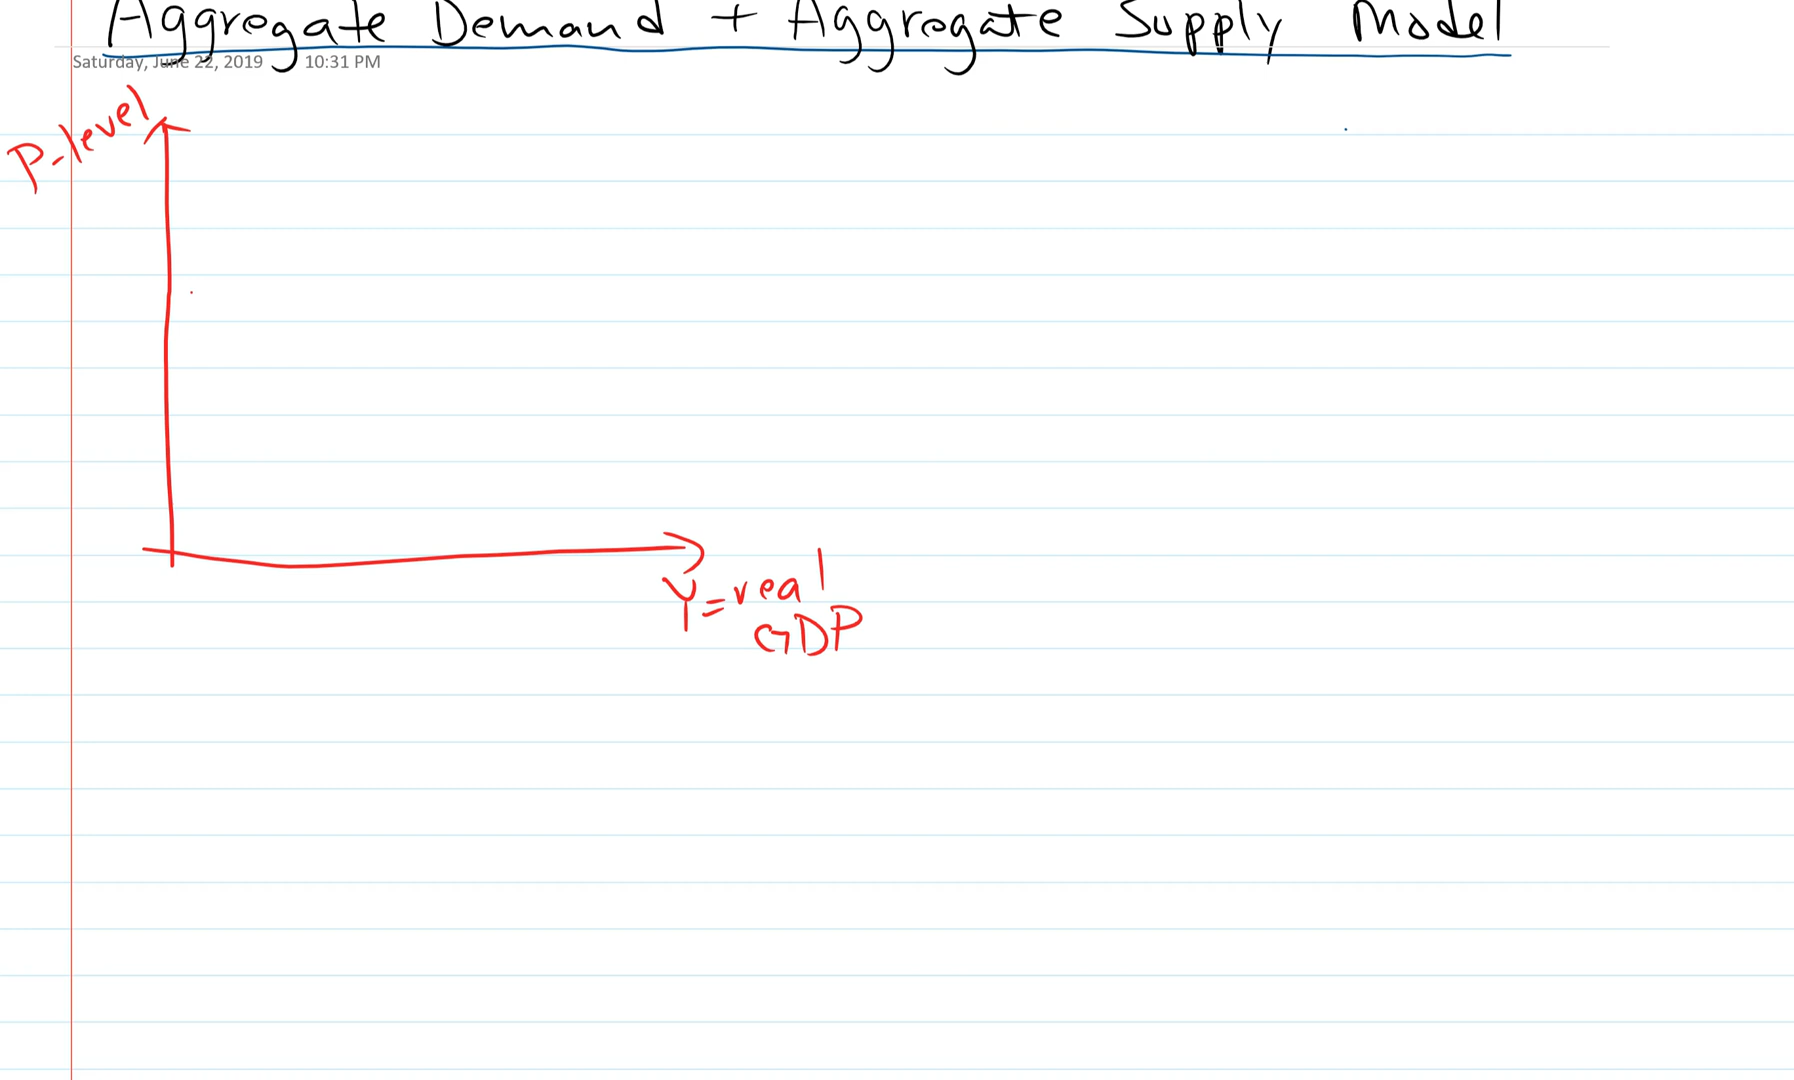 Aggregate Demand + Aggregate Supply Model
Saturday, June 22, 2019 10:31 PM
P-level
Y=real
GDP